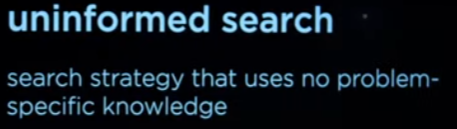 uninformed search
search strategy that uses no problem-
specific knowledge